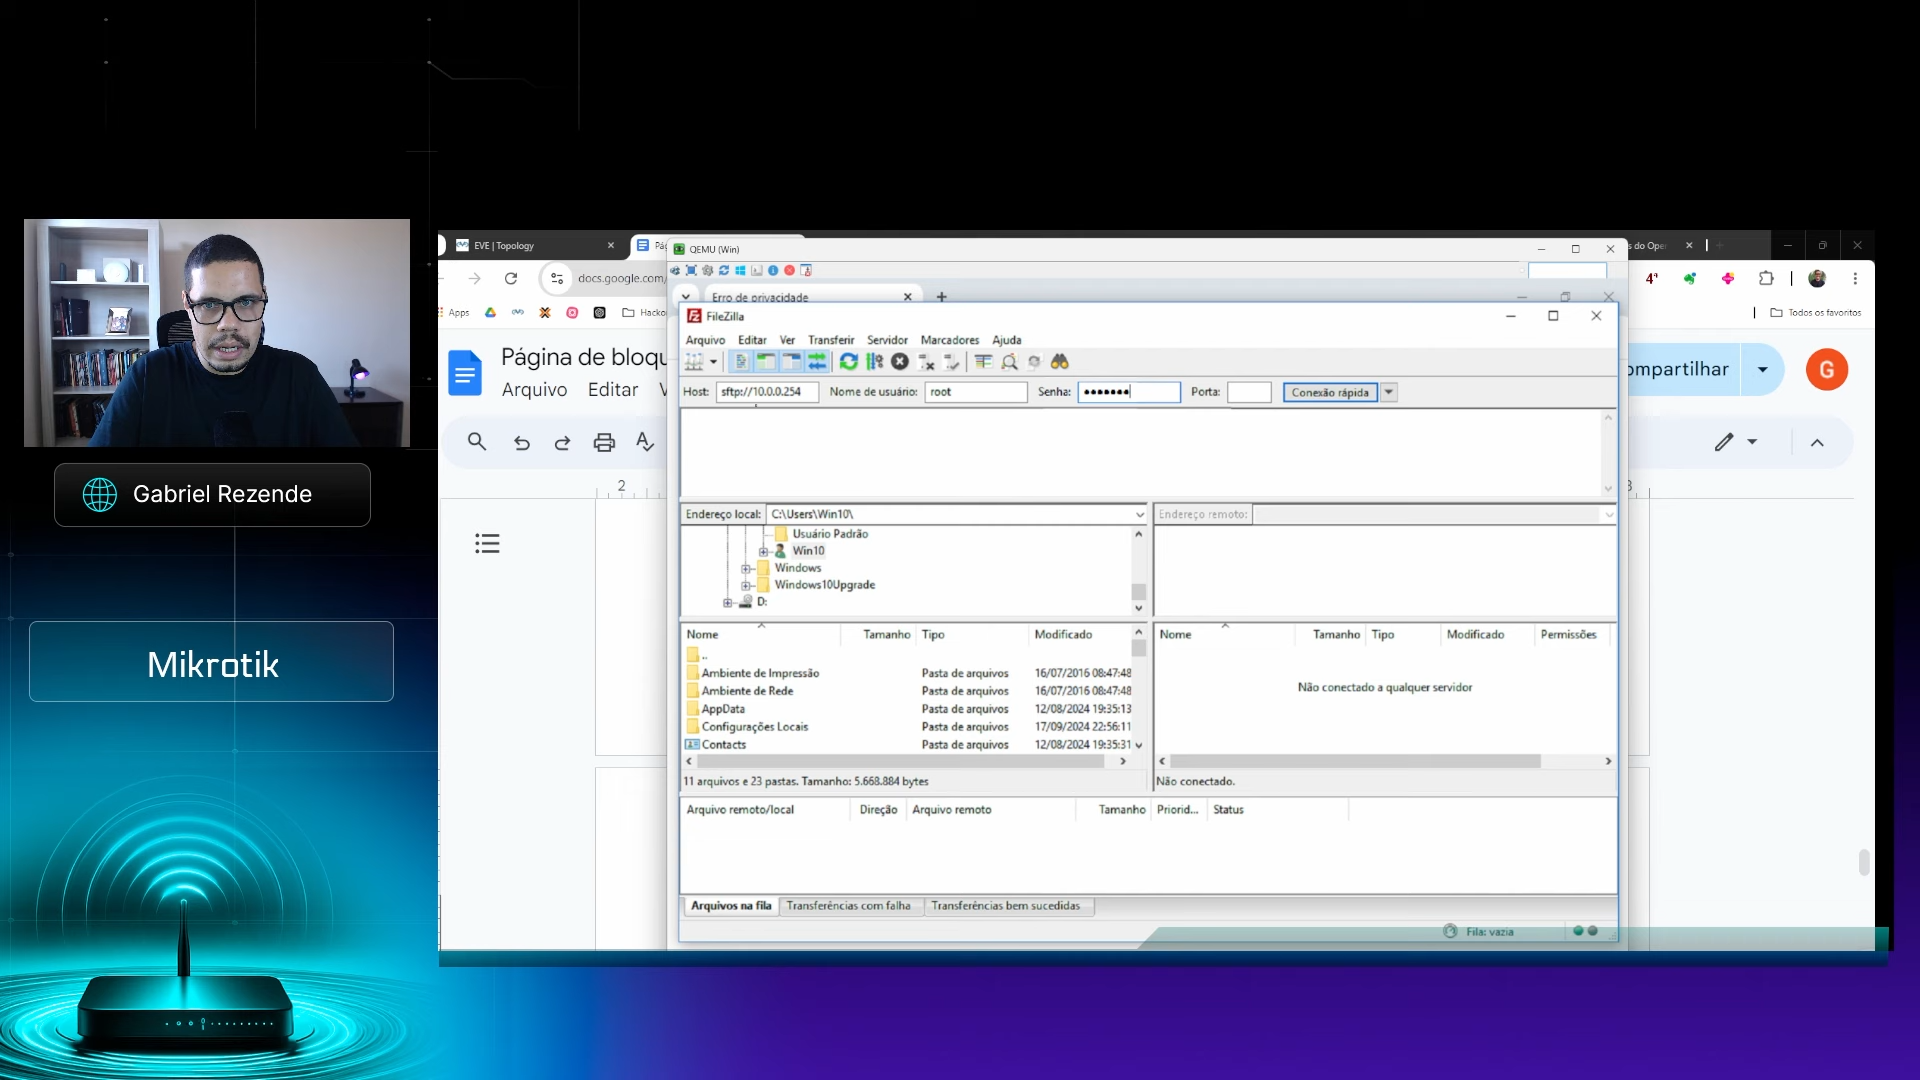 EVE | Topology
Pág
QEMU (Win)
s do Ope
docs.google.com/
Apps
Hacko
Todos os favoritos
Erro de privacidade
FileZilla
Arquivo Editar Ver Transferir Servidor Marcadores Ajuda
Host: sftp://10.0.0.254 Nome de usuário: root Senha: ●●●●●●● Porta: Conexão rápida
Página de bloqu
Arquivo Editar V
ompartilhar
G
2
Endereço local: C:\Users\Win10\
Endereço remoto:
Usuário Padrão
Win10
Windows
Windows10Upgrade
D:
Nome Tamanho Tipo Modificado
..
Ambiente de Impressão Pasta de arquivos 16/07/2016 08:47:48
Ambiente de Rede Pasta de arquivos 16/07/2016 08:47:48
AppData Pasta de arquivos 12/08/2024 19:35:13
Configurações Locais Pasta de arquivos 17/09/2024 22:56:11
Contacts Pasta de arquivos 12/08/2024 19:35:31
11 arquivos e 23 pastas. Tamanho: 5.668.884 bytes
Nome Tamanho Tipo Modificado Permissões
Não conectado a qualquer servidor
Não conectado.
Arquivo remoto/local Direção Arquivo remoto Tamanho Priorid... Status
Arquivos na fila Transferências com falha Transferências bem sucedidas
Fila: vazia
Gabriel Rezende
Mikrotik